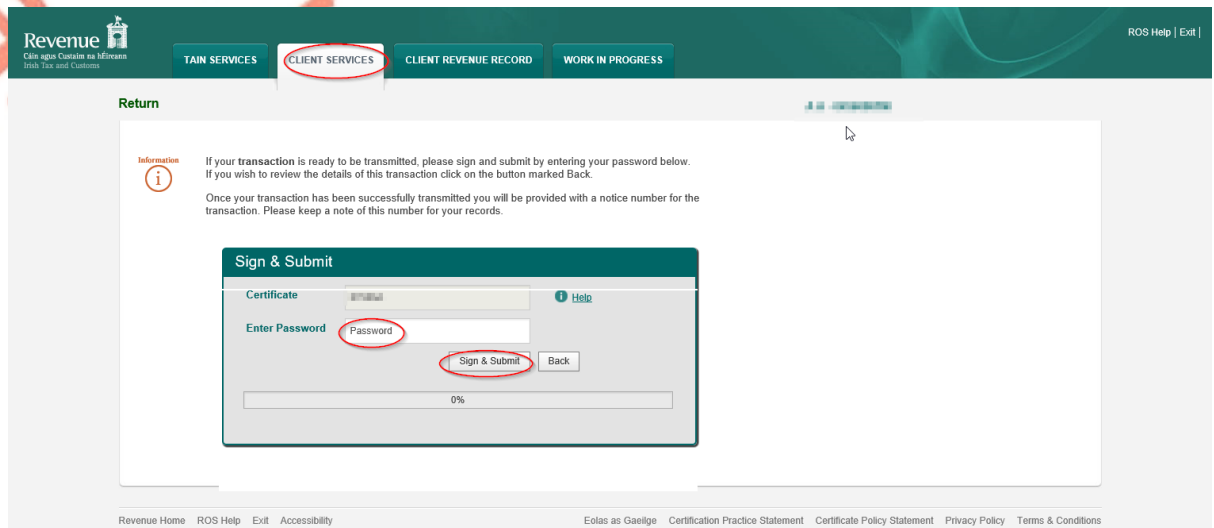 Revenue
Cáin agus Custaim na hÉireann
Irish Tax and Customs
TAIN SERVICES
CLIENT SERVICES
CLIENT REVENUE RECORD
WORK IN PROGRESS
ROS Help | Exit |
Return
Information
If your transaction is ready to be transmitted, please sign and submit by entering your password below.
If you wish to review the details of this transaction click on the button marked Back.
Once your transaction has been successfully transmitted you will be provided with a notice number for the
transaction. Please keep a note of this number for your records.
Sign & Submit
Certificate
Help
Enter Password
Password
Sign & Submit
Back
0%
Revenue Home ROS Help Exit Accessibility
Eolas as Gaeilge Certification Practice Statement Certificate Policy Statement Privacy Policy Terms & Conditions